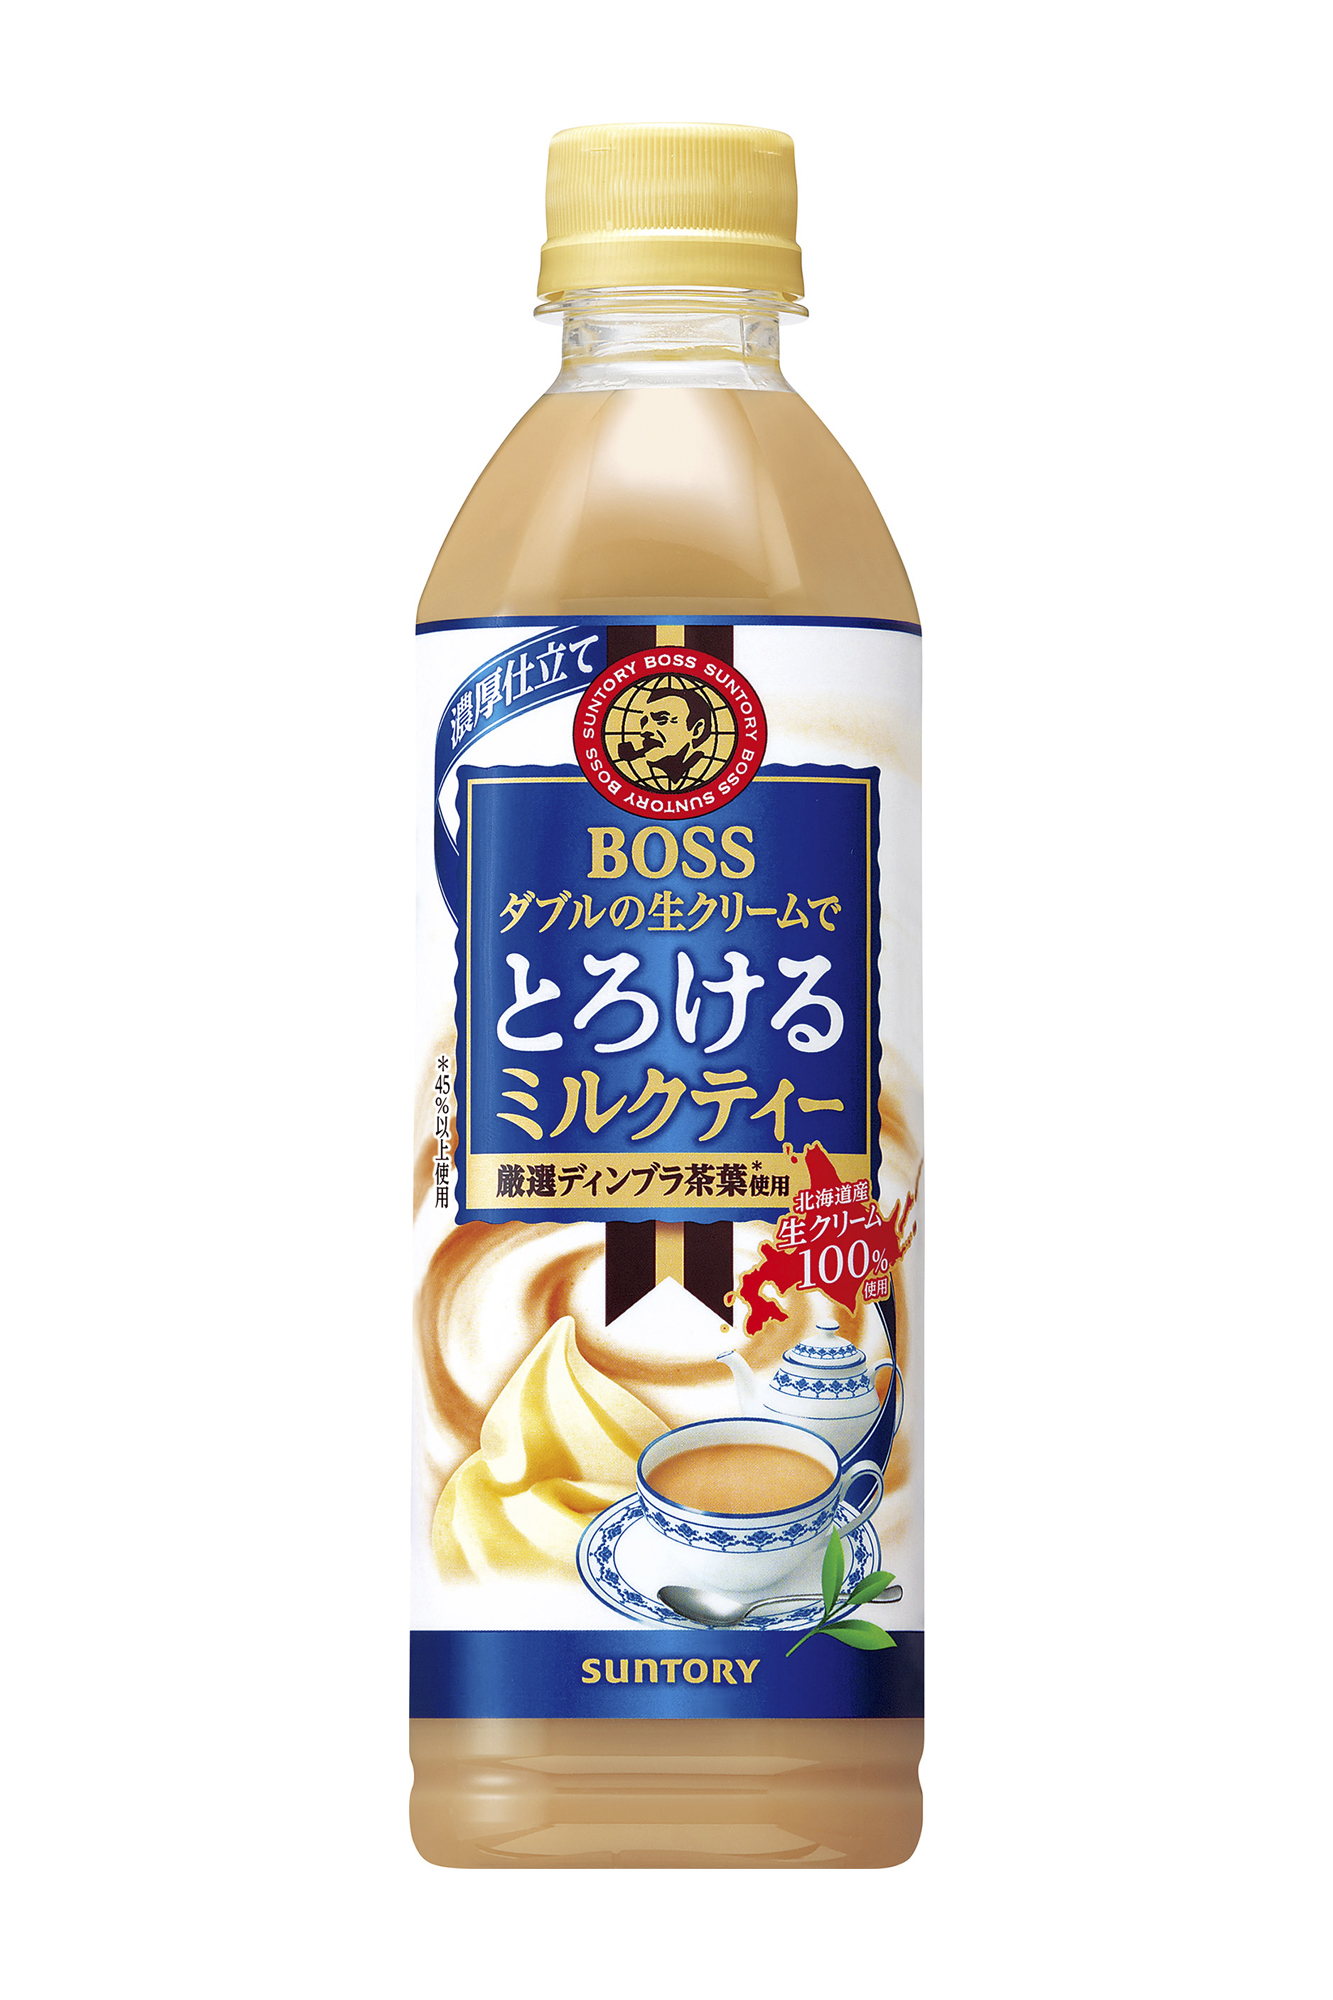 濃厚仕立て
SUNTORY BOSS SUNTORY BOSS SUNTORY BOSS SUNTORY BOSS
BOSS
ダブルの生クリームで
とろける
ミルクティー
厳選ディンブラ茶葉*使用
*45%以上使用
北海道産
生クリーム
100%
使用
SUNTORY